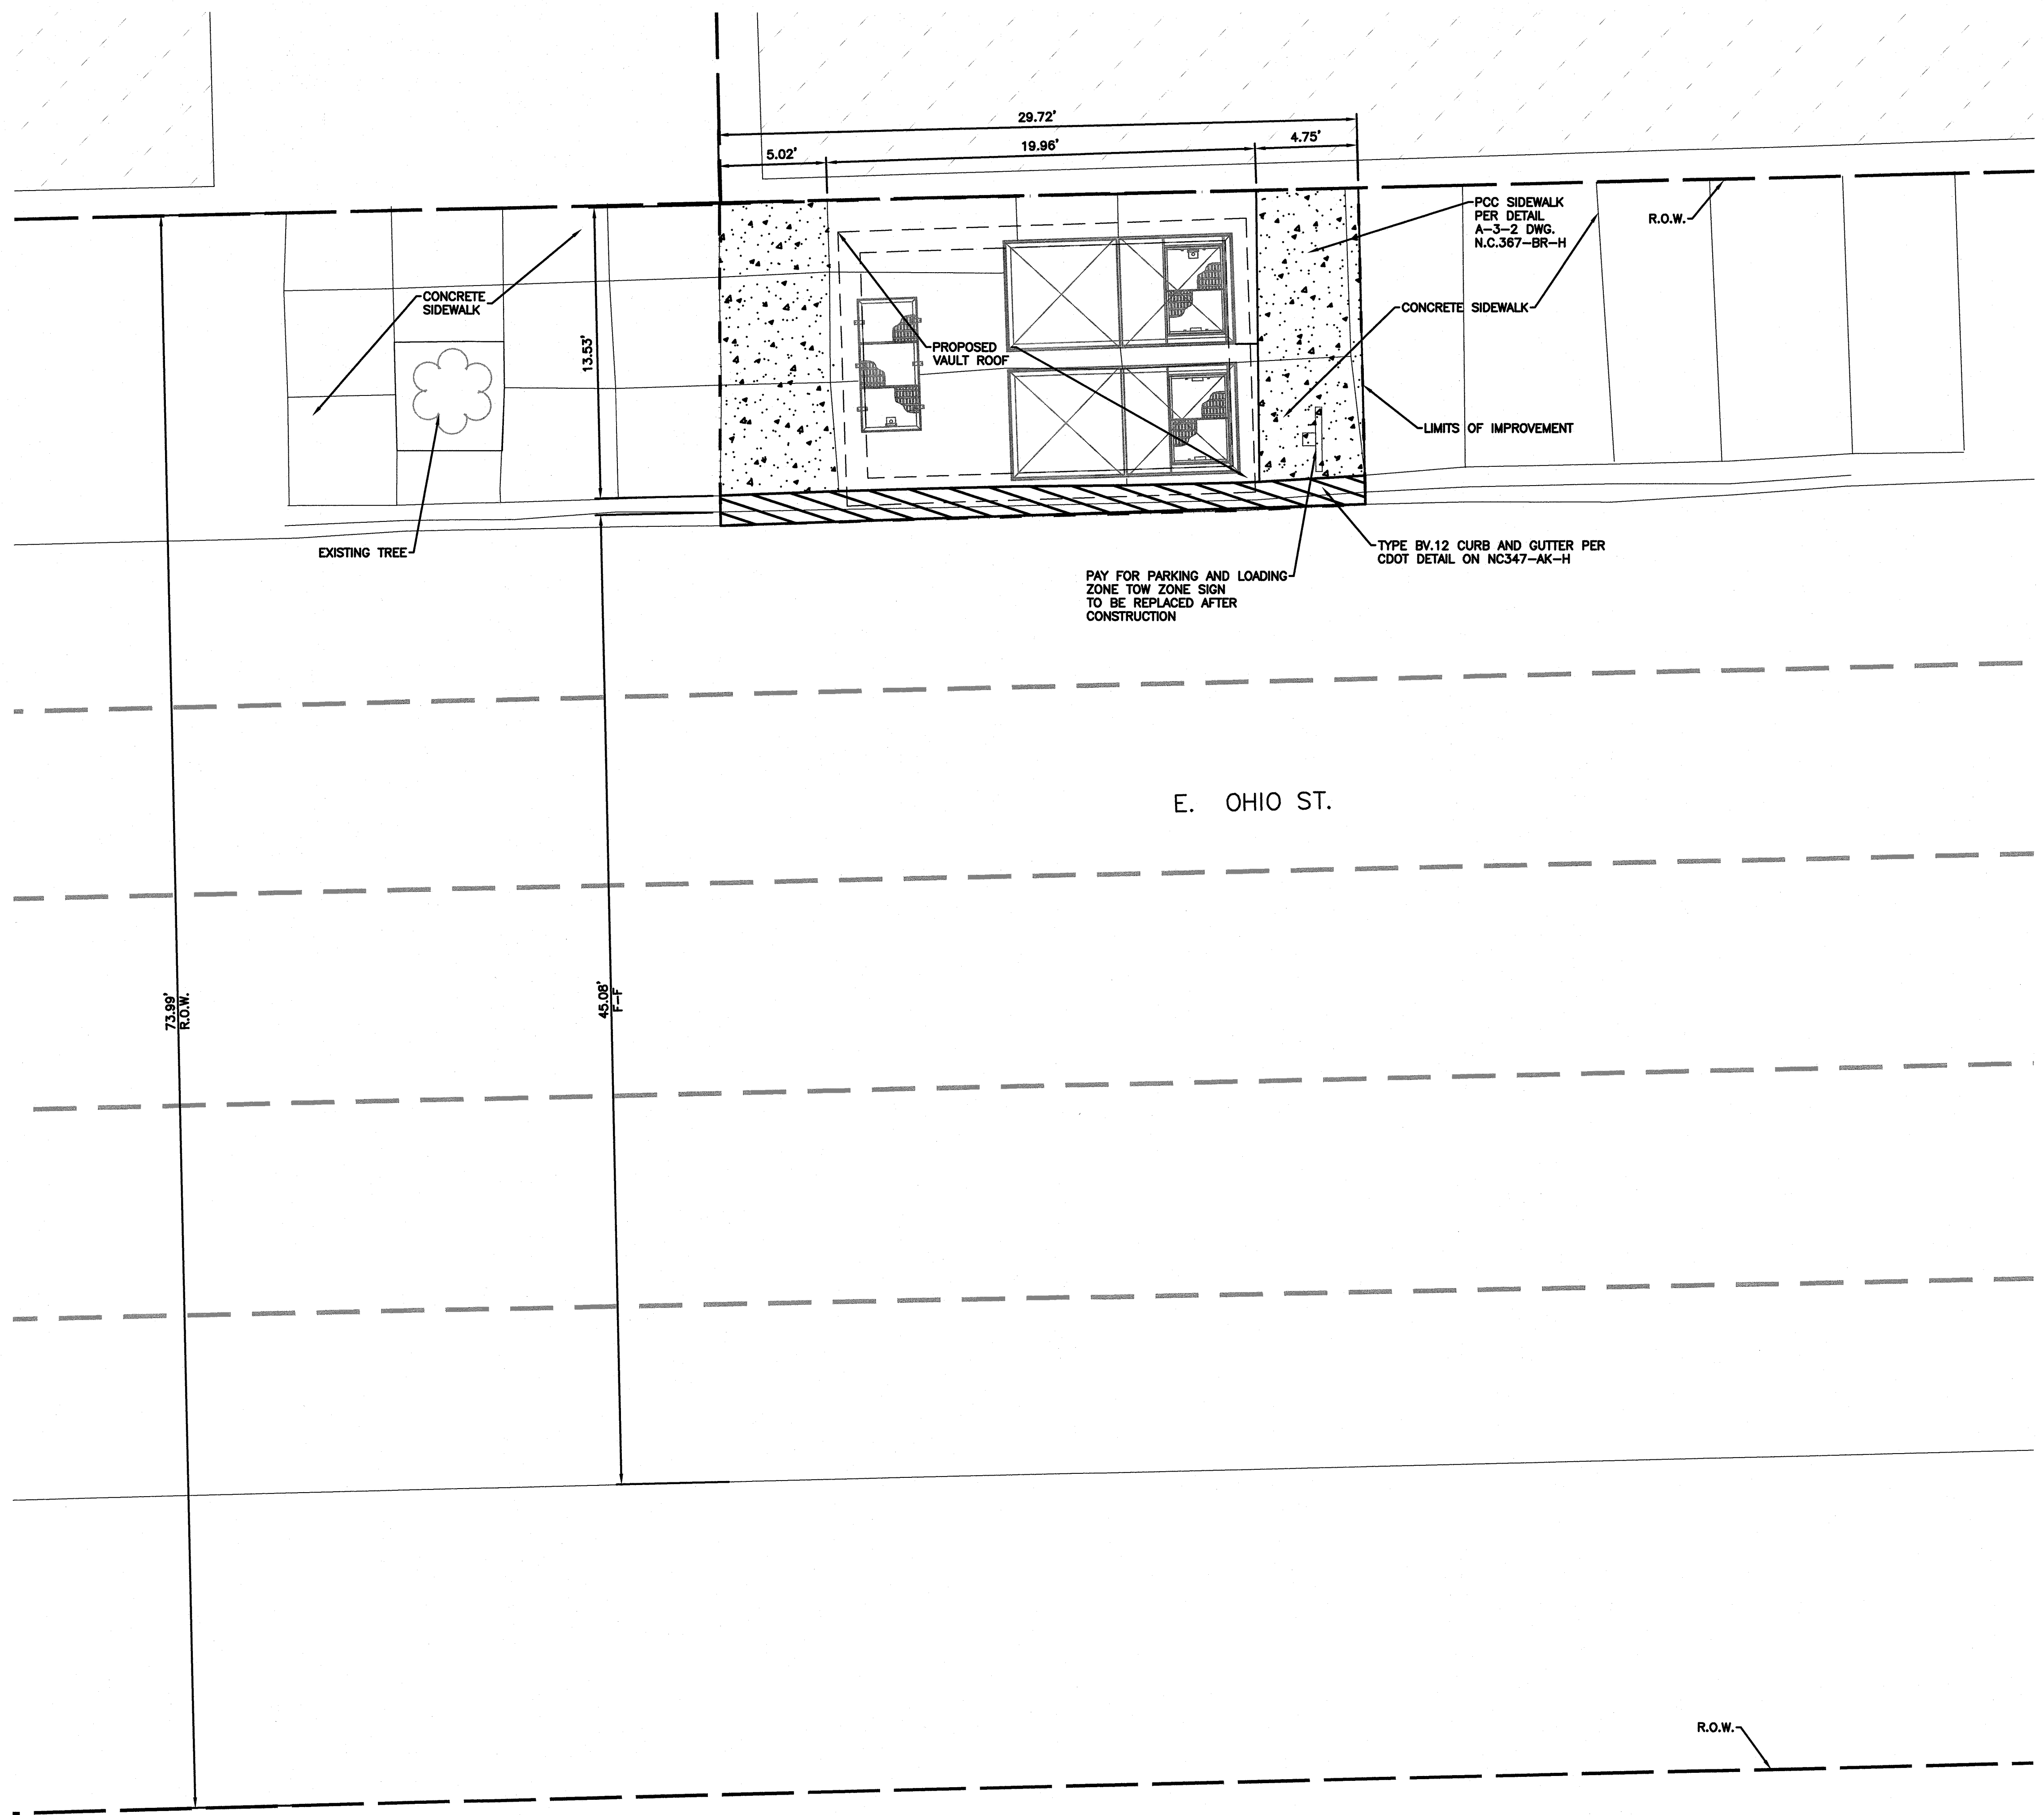 29.72'
5.02'
19.96'
4.75'
PCC SIDEWALK
PER DETAIL
A-3-2 DWG.
N.C.367-BR-H
R.O.W.
CONCRETE
SIDEWALK
CONCRETE SIDEWALK
13.53'
PROPOSED
VAULT ROOF
LIMITS OF IMPROVEMENT
EXISTING TREE
TYPE BV.12 CURB AND GUTTER PER
CDOT DETAIL ON NC347-AK-H
PAY FOR PARKING AND LOADING
ZONE TOW ZONE SIGN
TO BE REPLACED AFTER
CONSTRUCTION
E. OHIO ST.
73.99'
R.O.W.
45.08'
F-F
R.O.W.